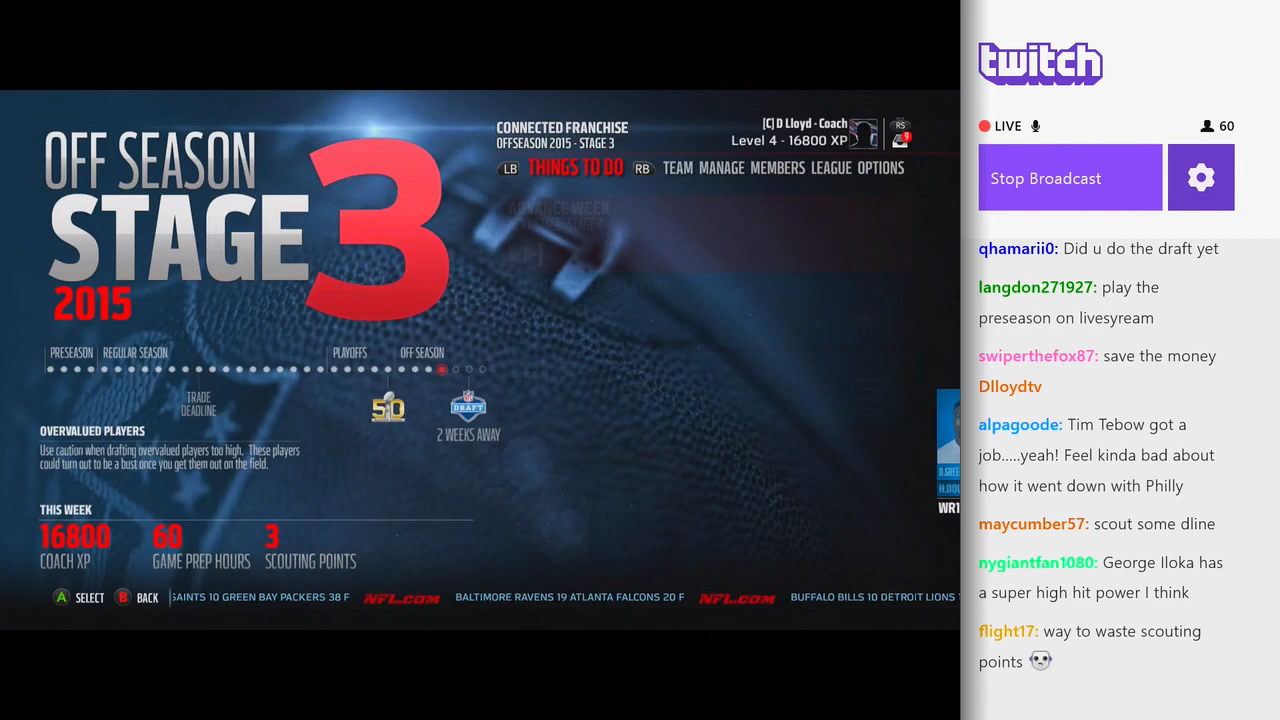 OFF SEASON
STAGE 3
2015
PRESEASON REGULAR SEASON PLAYOFFS OFF SEASON
TRADE
DEADLINE
50
DRAFT
2 WEEKS AWAY
OVERVALUED PLAYERS
Use caution when drafting overvalued players too high. These players
could turn out to be a bust once you get them out on the field.
THIS WEEK
16800 60 3
COACH XP GAME PREP HOURS SCOUTING POINTS
CONNECTED FRANCHISE
OFFSEASON 2015 - STAGE 3
[C] D Lloyd - Coach
Level 4 - 16800 XP
RS
9
LB THINGS TO DO RB TEAM MANAGE MEMBERS LEAGUE OPTIONS
ADVANCE WEEK
D.GREE
H.DOU
WR1
A SELECT B BACK SAINTS 10 GREEN BAY PACKERS 38 F NFL.COM BALTIMORE RAVENS 19 ATLANTA FALCONS 20 F NFL.COM BUFFALO BILLS 10 DETROIT LIONS
twitch
LIVE 60
Stop Broadcast
qhamarii0: Did u do the draft yet
langdon271927: play the
preseason on livesyream
swiperthefox87: save the money
Dlloydtv
alpagoode: Tim Tebow got a
job.....yeah! Feel kinda bad about
how it went down with Philly
maycumber57: scout some dline
nygiantfan1080: George Iloka has
a super high hit power I think
flight17: way to waste scouting
points